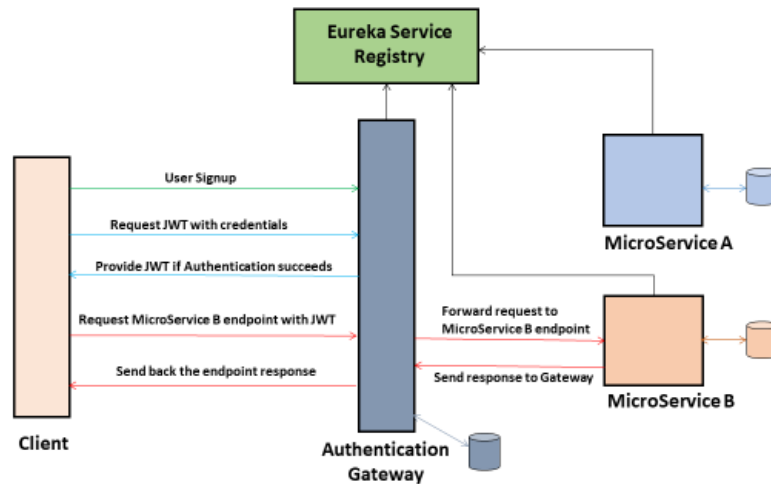 Eureka Service
Registry
User Signup
Request JWT with credentials
Provide JWT if Authentication succeeds
Request MicroService B endpoint with JWT
Send back the endpoint response
Client
Authentication
Gateway
Forward request to
MicroService B endpoint
Send response to Gateway
MicroService A
MicroService B